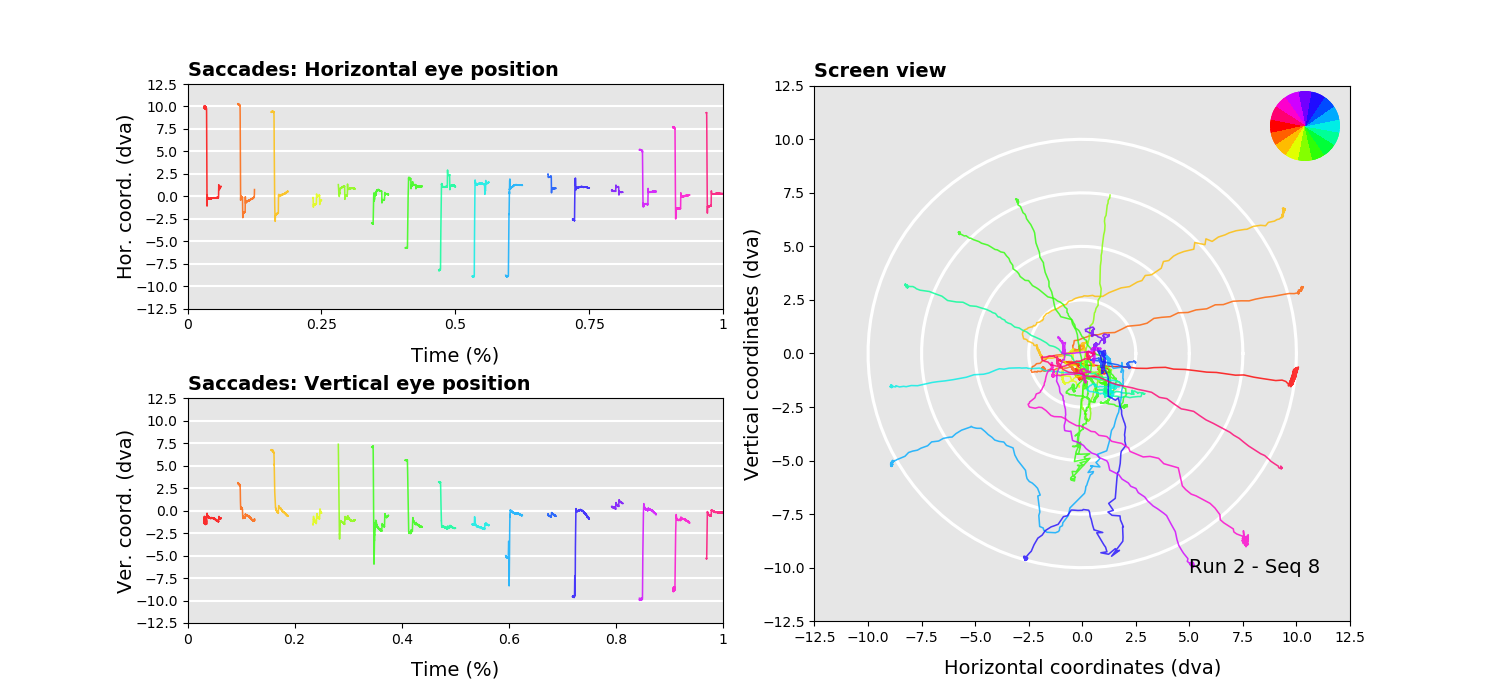 Saccades: Horizontal eye position
Hor. coord. (dva)
12.5
10.0
7.5
5.0
2.5
0.0
−2.5
−5.0
−7.5
−10.0
−12.5
0 0.25 0.5 0.75 1
Time (%)
Saccades: Vertical eye position
Ver. coord. (dva)
12.5
10.0
7.5
5.0
2.5
0.0
−2.5
−5.0
−7.5
−10.0
−12.5
0 0.2 0.4 0.6 0.8 1
Time (%)
Screen view
Vertical coordinates (dva)
12.5
10.0
7.5
5.0
2.5
0.0
−2.5
−5.0
−7.5
−10.0
−12.5
Run 2 - Seq 8
−12.5 −10.0 −7.5 −5.0 −2.5 0.0 2.5 5.0 7.5 10.0 12.5
Horizontal coordinates (dva)